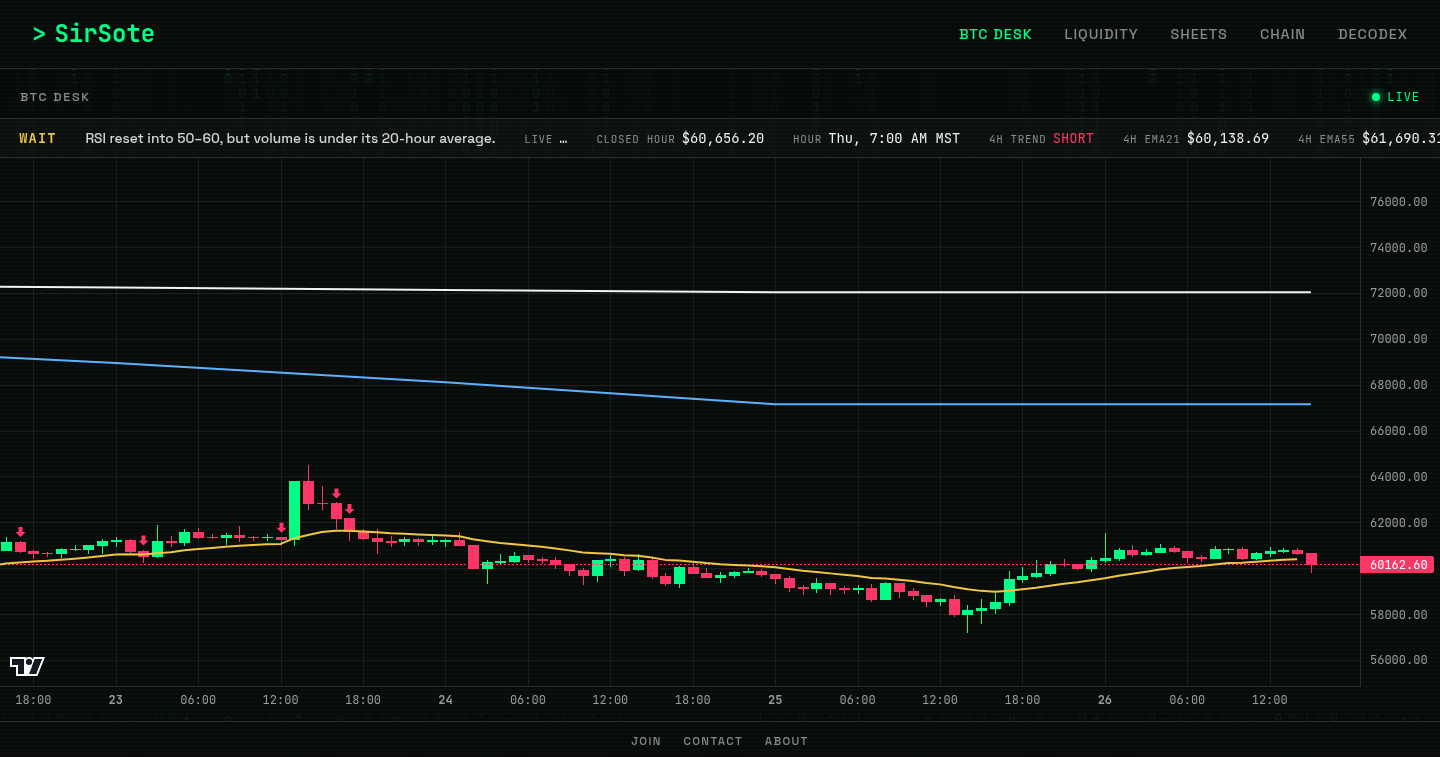 > SirSote
BTC DESK LIQUIDITY SHEETS CHAIN DECODEX
BTC DESK
LIVE
WAIT RSI reset into 50–60, but volume is under its 20-hour average. LIVE … CLOSED HOUR $60,656.20 HOUR Thu, 7:00 AM MST 4H TREND SHORT 4H EMA21 $60,138.69 4H EMA55 $61,690.31
76000.00
74000.00
72000.00
70000.00
68000.00
66000.00
64000.00
62000.00
60162.60
58000.00
56000.00
18:00 23 06:00 12:00 18:00 24 06:00 12:00 18:00 25 06:00 12:00 18:00 26 06:00 12:00
JOIN CONTACT ABOUT